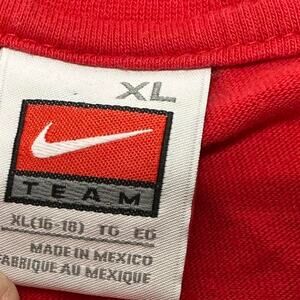 XL
TEAM
XL(16-18) TG EG
MADE IN MEXICO
FABRIQUE AU MEXIQUE